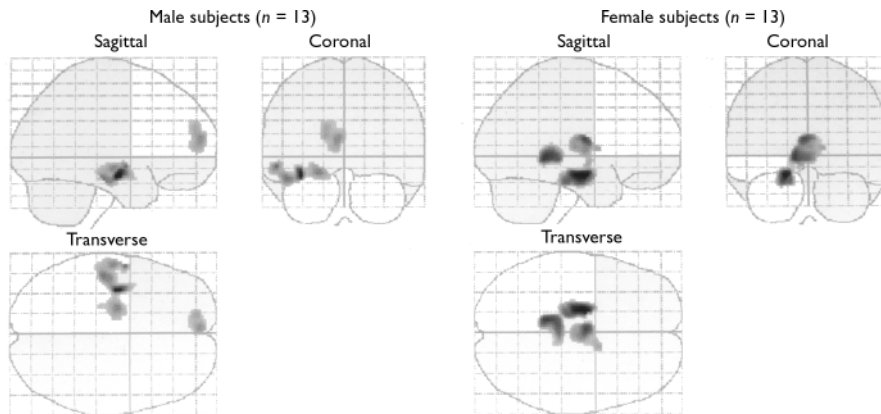 Male subjects (n = 13)
Sagittal
Coronal
Transverse
Female subjects (n = 13)
Sagittal
Coronal
Transverse